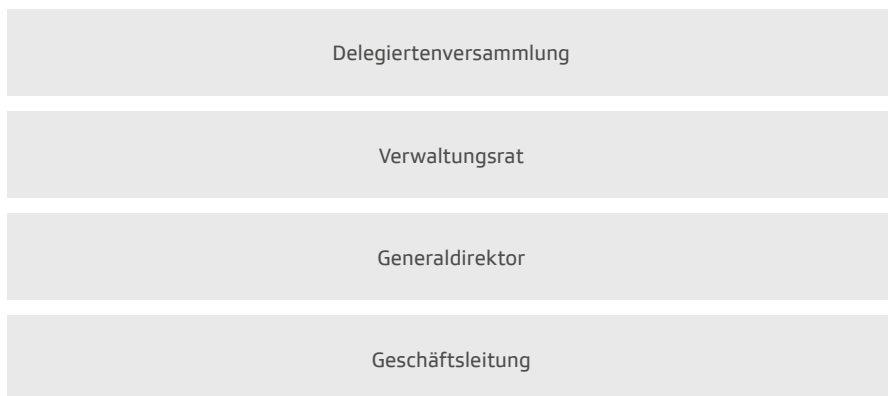 Delegiertenversammlung
Verwaltungsrat
Generaldirektor
Geschäftsleitung